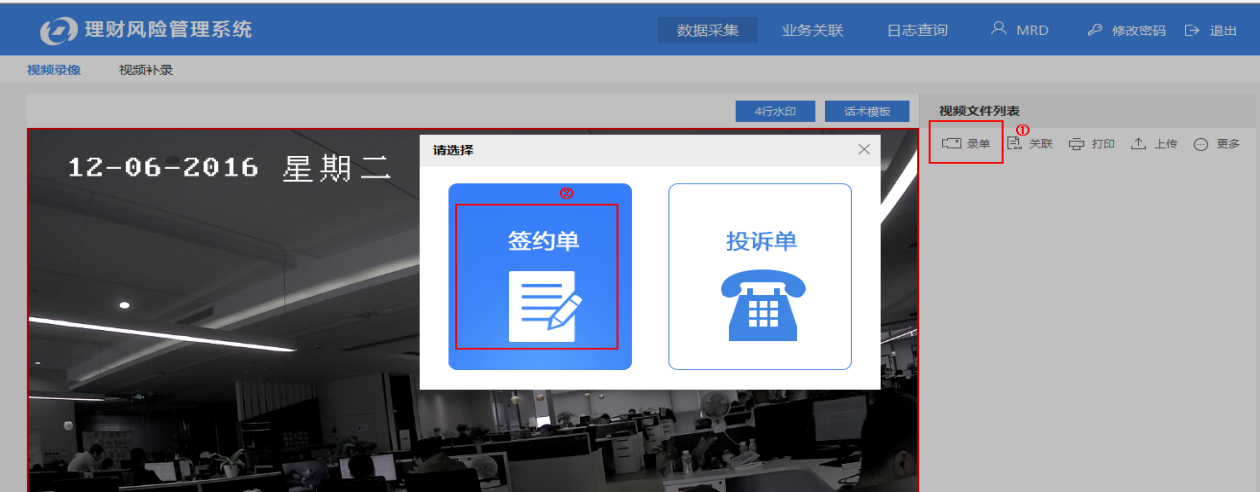 理财风险管理系统 数据采集 业务关联 日志查询 MRD 修改密码 退出
视频录像 视频补录
4行水印 话术模板 视频文件列表
① 
录单 关联 打印 上传 更多
12-06-2016 星期二
请选择
②
签约单 投诉单